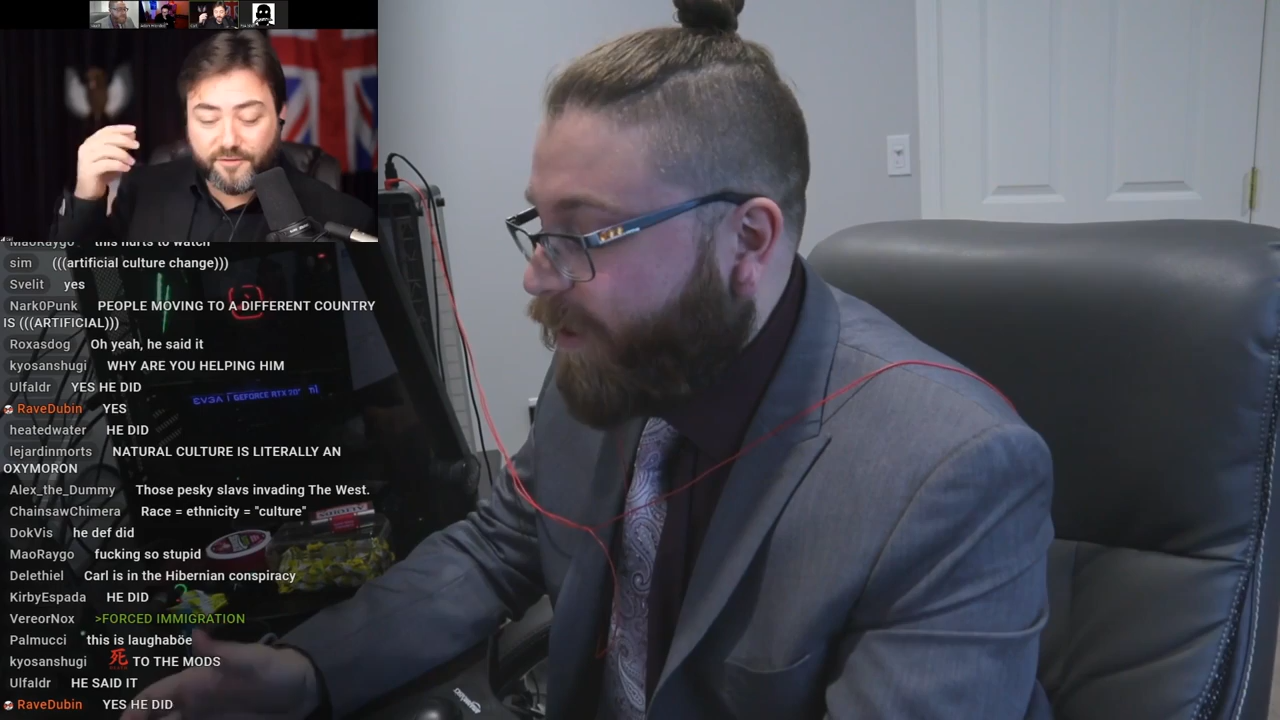 MaoRaygo this hurts to watch
sim (((artificial culture change)))
Svelit yes
Nark0Punk PEOPLE MOVING TO A DIFFERENT COUNTRY
IS (((ARTIFICIAL)))
Roxasdog Oh yeah, he said it
kyosanshugi WHY ARE YOU HELPING HIM
Ulfaldr YES HE DID
EVGA GEFORCE RTX
RaveDubin YES
heatedwater HE DID
lejardinmorts NATURAL CULTURE IS LITERALLY AN
OXYMORON
Alex_the_Dummy Those pesky slavs invading The West.
ChainsawChimera Race = ethnicity = "culture"
DokVis he def did
MaoRaygo fucking so stupid
Delethiel Carl is in the Hibernian conspiracy
KirbyEspada HE DID
VereorNox >FORCED IMMIGRATION
Palmucci this is laughaböe
kyosanshugi 死 TO THE MODS
Ulfaldr HE SAID IT
RaveDubin YES HE DID